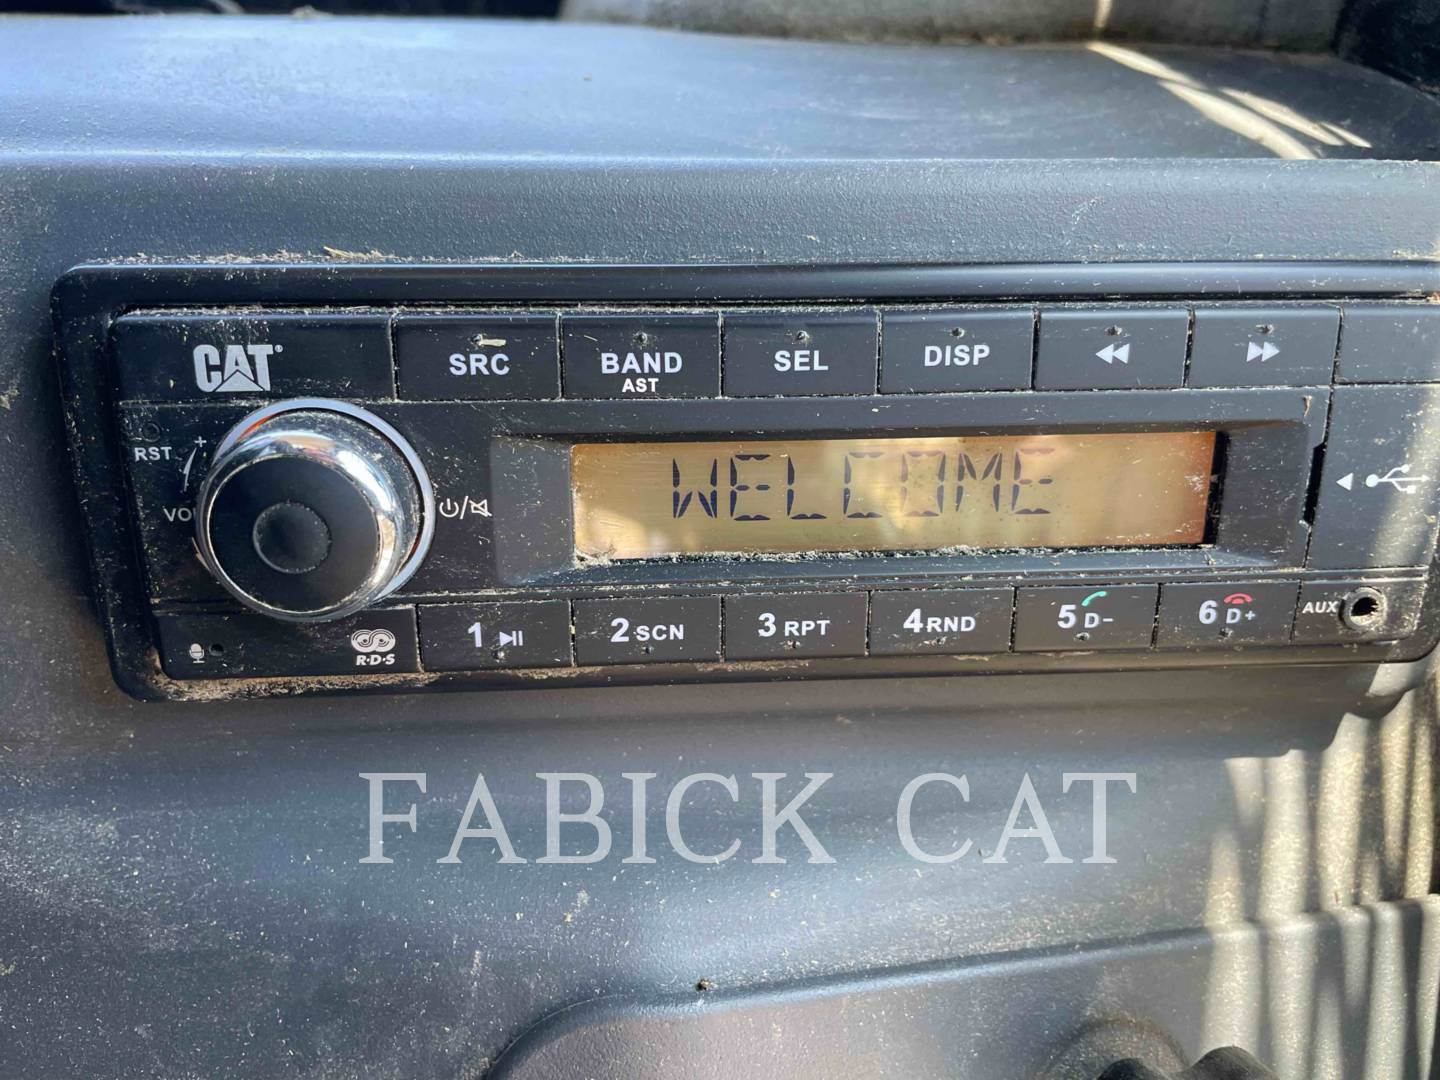 CAT
SRC
BAND
AST
SEL
DISP
RST
+
VOL
WELCOME
1
2 SCN
3 RPT
4 RND
5 D-
6 D+
AUX
R·D·S
FABICK CAT